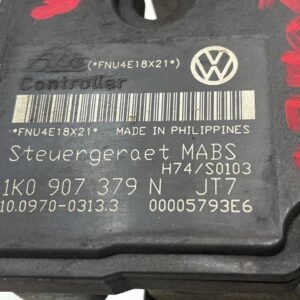 Ate (*FNU4E18X21*)
Controller
*FNU4E18X21* MADE IN PHILIPPINES
Steuergeraet MABS
H74/S0103
1K0 907 379 N JT7
10.0970-0313.3 00005793E6